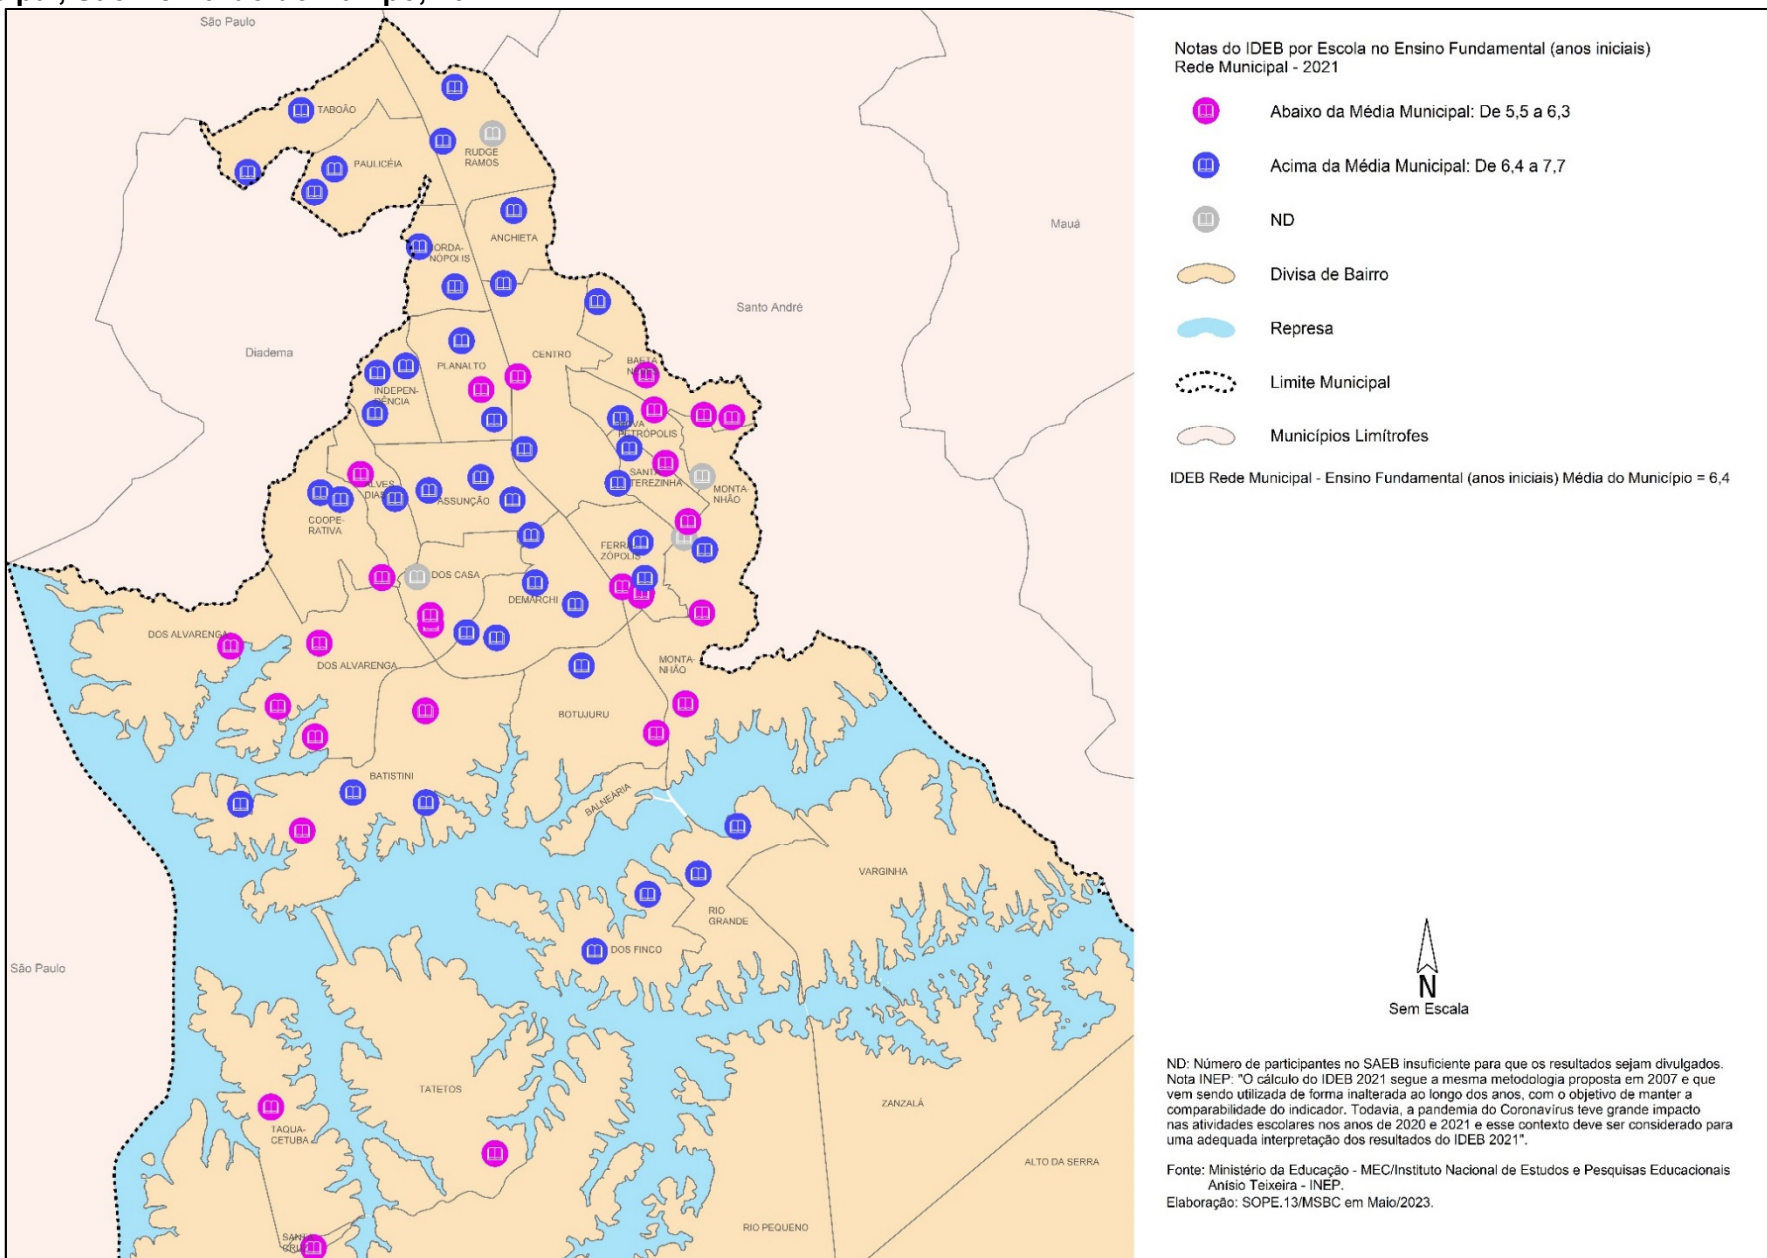 São Paulo
TABOÃO
RUDGE
RAMOS
PAULICÉIA
ANCHIETA
ORDA-
NÓPOLIS
Mauá
Santo André
Diadema
CENTRO
PLANALTO
BAETA
INDEPEN-
DÊNCIA
PETRÓPOLIS
SANTA
TEREZINHA
MONTA-
NHÃO
ALVES
DIAS
ASSUNÇÃO
COOPE-
RATIVA
FERRA
ZÓPOLIS
DOS CASA
DEMARCHI
DOS ALVARENGA
DOS ALVARENGA
MONTA-
NHÃO
BOTUJURU
BATISTINI
BALNEÁRIA
VARGINHA
RIO
GRANDE
DOS FINCO
São Paulo
TATETOS
ZANZALÁ
TAQUA-
CETUBA
ALTO DA SERRA
RIO PEQUENO
SANTA
CRUZ
Notas do IDEB por Escola no Ensino Fundamental (anos iniciais)
Rede Municipal - 2021
Abaixo da Média Municipal: De 5,5 a 6,3
Acima da Média Municipal: De 6,4 a 7,7
ND
Divisa de Bairro
Represa
Limite Municipal
Municípios Limítrofes
IDEB Rede Municipal - Ensino Fundamental (anos iniciais) Média do Município = 6,4
N
Sem Escala
ND: Número de participantes no SAEB insuficiente para que os resultados sejam divulgados.
Nota INEP: "O cálculo do IDEB 2021 segue a mesma metodologia proposta em 2007 e que
vem sendo utilizada de forma inalterada ao longo dos anos, com o objetivo de manter a
comparabilidade do indicador. Todavia, a pandemia do Coronavírus teve grande impacto
nas atividades escolares nos anos de 2020 e 2021 e esse contexto deve ser considerado para
uma adequada interpretação dos resultados do IDEB 2021".
Fonte: Ministério da Educação - MEC/Instituto Nacional de Estudos e Pesquisas Educacionais
Anísio Teixeira - INEP.
Elaboração: SOPE.13/MSBC em Maio/2023.